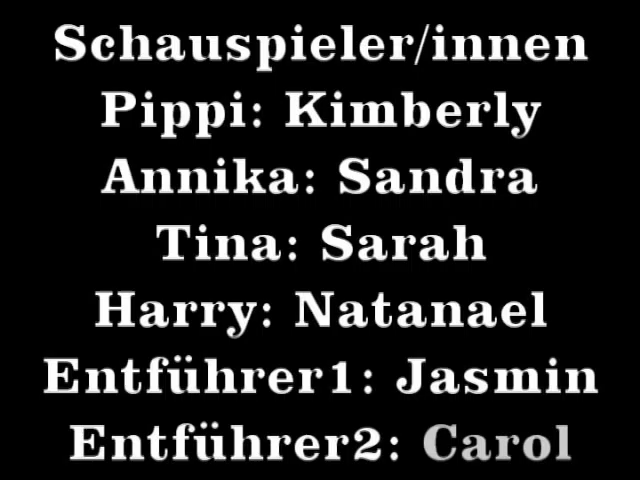 Schauspieler/innen
Pippi: Kimberly
Annika: Sandra
Tina: Sarah
Harry: Natanael
Entführer1: Jasmin
Entführer2: Carol